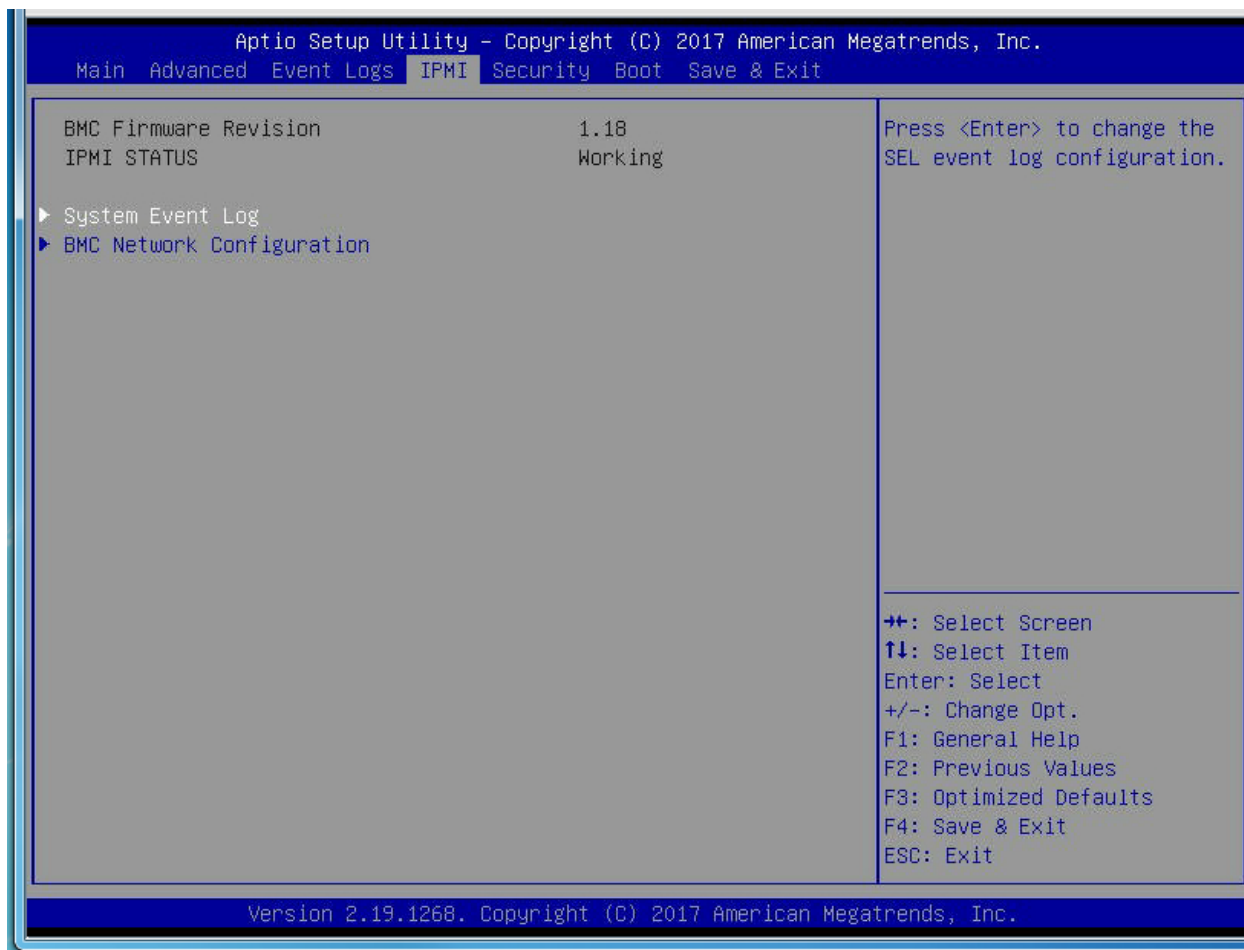 Aptio Setup Utility – Copyright (C) 2017 American Megatrends, Inc.
Main Advanced Event Logs IPMI Security Boot Save & Exit
BMC Firmware Revision 1.18
IPMI STATUS Working
▶ System Event Log
▶ BMC Network Configuration
Press <Enter> to change the
SEL event log configuration.
→←: Select Screen
↑↓: Select Item
Enter: Select
+/-: Change Opt.
F1: General Help
F2: Previous Values
F3: Optimized Defaults
F4: Save & Exit
ESC: Exit
Version 2.19.1268. Copyright (C) 2017 American Megatrends, Inc.